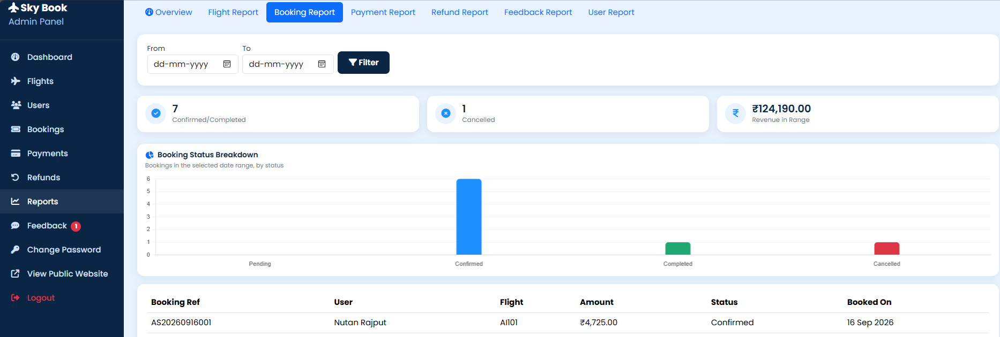 Sky Book
Admin Panel
Dashboard
Flights
Users
Bookings
Payments
Refunds
Reports
Feedback 1
Change Password
View Public Website
Logout
Overview Flight Report Booking Report Payment Report Refund Report Feedback Report User Report
From To
dd-mm-yyyy dd-mm-yyyy Filter
7
Confirmed/Completed
1
Cancelled
₹124,190.00
Revenue in Range
Booking Status Breakdown
Bookings in the selected date range, by status
6
5
4
3
2
1
0
Pending Confirmed Completed Cancelled
Booking Ref User Flight Amount Status Booked On
AS20260916001 Nutan Rajput AI101 ₹4,725.00 Confirmed 16 Sep 2026